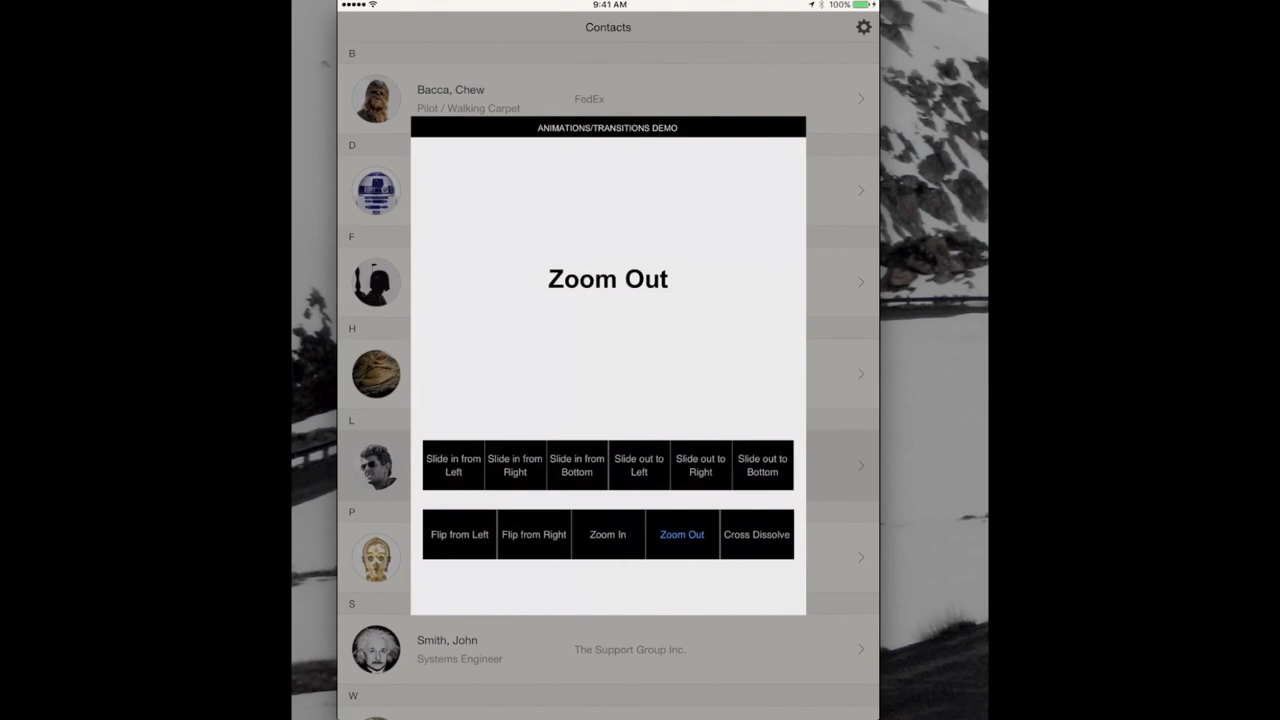 9:41 AM
100%
Contacts
B
Bacca, Chew
Pilot / Walking Carpet
FedEx
ANIMATIONS/TRANSITIONS DEMO
D
F
H
L
P
S
Zoom Out
Slide in from
Left
Slide in from
Right
Slide in from
Bottom
Slide out to
Left
Slide out to
Right
Slide out to
Bottom
Flip from Left
Flip from Right
Zoom In
Zoom Out
Cross Dissolve
Smith, John
Systems Engineer
The Support Group Inc.
W